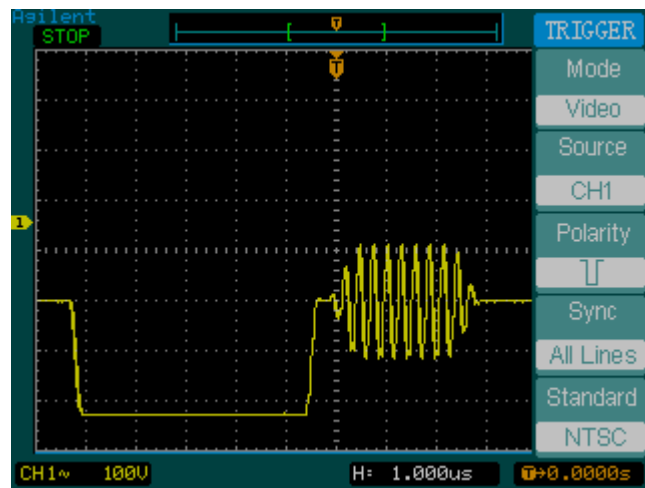 Agilent
STOP
T
TRIGGER
T
Mode
Video
Source
CH1
1
Polarity
Sync
All Lines
Standard
NTSC
CH1~ 100V
H: 1.000us
T→0.0000s